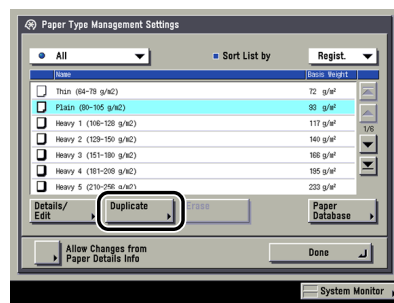 Paper Type Management Settings
All
Sort List by
Regist.
Name
Basis Weight
Thin (64-79 g/m2) 72 g/m²
Plain (80-105 g/m2) 93 g/m²
Heavy 1 (106-128 g/m2) 117 g/m²
Heavy 2 (129-150 g/m2) 140 g/m²
Heavy 3 (151-180 g/m2) 166 g/m²
Heavy 4 (181-209 g/m2) 195 g/m²
Heavy 5 (210-256 g/m2) 233 g/m²
1/6
Details/
Edit
Duplicate
Erase
Paper
Database
Allow Changes from
Paper Details Info
Done
System Monitor